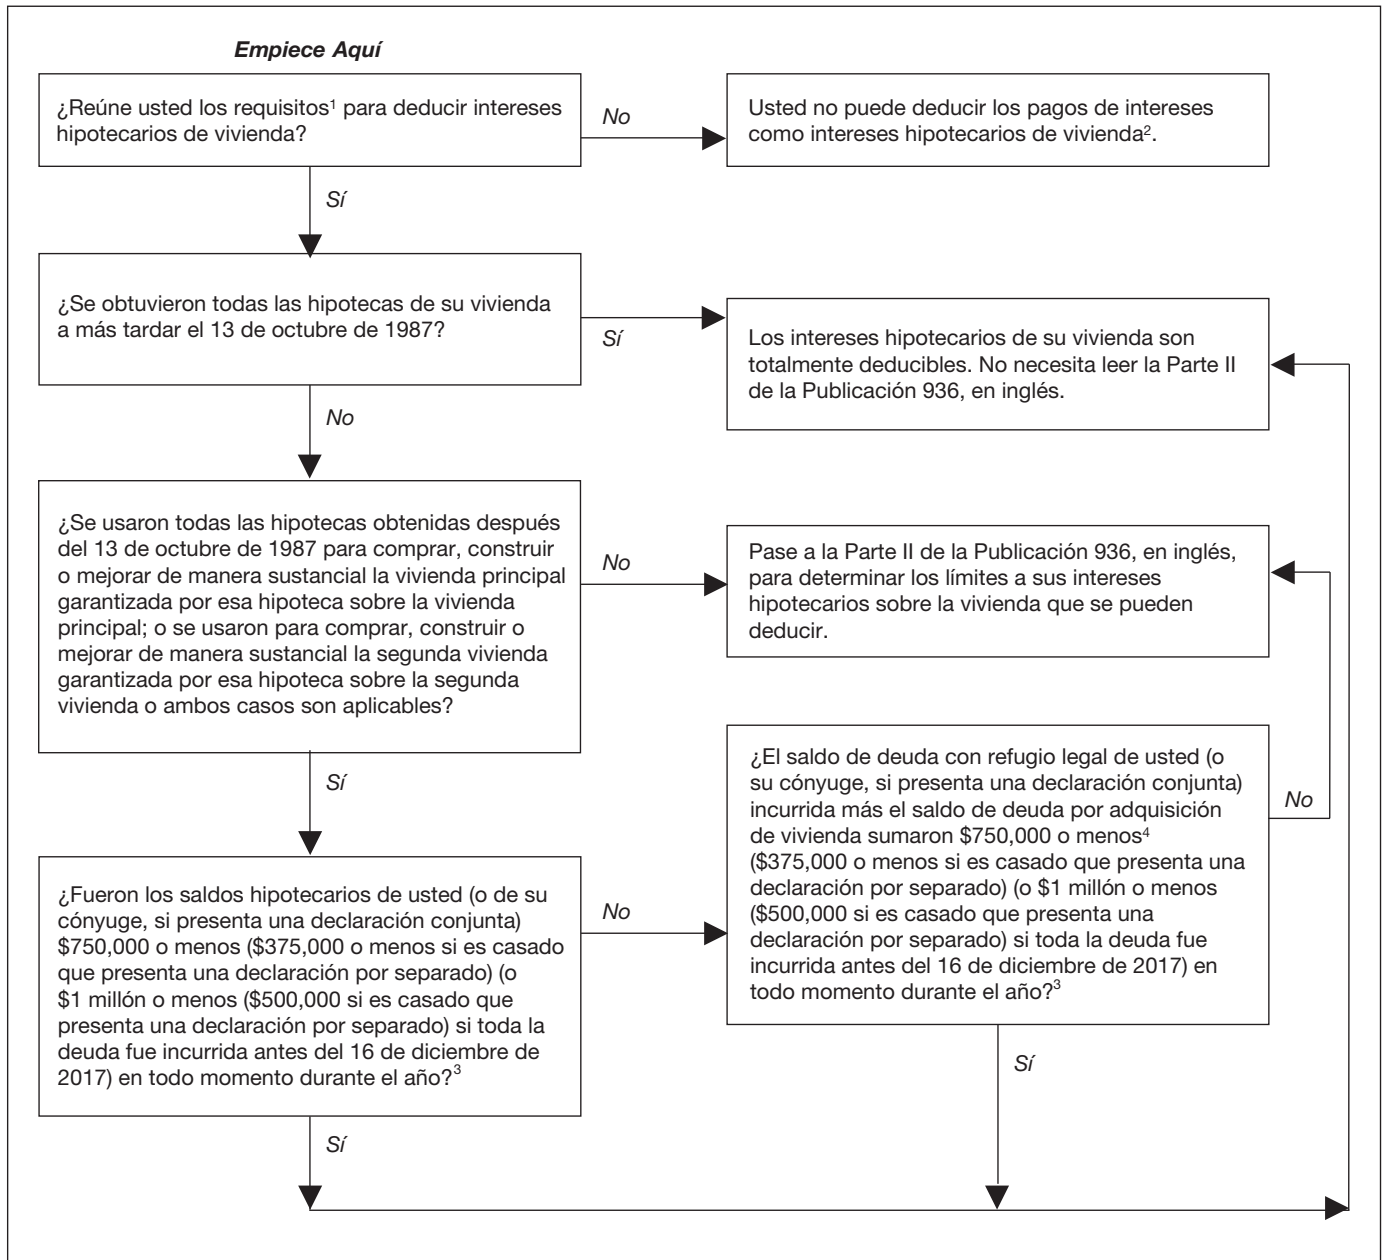 Empiece Aquí
¿Reúne usted los requisitos¹ para deducir intereses
hipotecarios de vivienda?
No
Usted no puede deducir los pagos de intereses
como intereses hipotecarios de vivienda².
Sí
¿Se obtuvieron todas las hipotecas de su vivienda
a más tardar el 13 de octubre de 1987?
Sí
Los intereses hipotecarios de su vivienda son
totalmente deducibles. No necesita leer la Parte II
de la Publicación 936, en inglés.
No
¿Se usaron todas las hipotecas obtenidas después
del 13 de octubre de 1987 para comprar, construir
o mejorar de manera sustancial la vivienda principal
garantizada por esa hipoteca sobre la vivienda
principal; o se usaron para comprar, construir o
mejorar de manera sustancial la segunda vivienda
garantizada por esa hipoteca sobre la segunda
vivienda o ambos casos son aplicables?
No
Pase a la Parte II de la Publicación 936, en inglés,
para determinar los límites a sus intereses
hipotecarios sobre la vivienda que se pueden
deducir.
Sí
¿Fueron los saldos hipotecarios de usted (o de su
cónyuge, si presenta una declaración conjunta)
$750,000 o menos ($375,000 o menos si es casado
que presenta una declaración por separado) (o
$1 millón o menos ($500,000 si es casado que
presenta una declaración por separado) si toda la
deuda fue incurrida antes del 16 de diciembre de
2017) en todo momento durante el año?³
No
¿El saldo de deuda con refugio legal de usted (o
su cónyuge, si presenta una declaración conjunta)
incurrida más el saldo de deuda por adquisición
de vivienda sumaron $750,000 o menos⁴
($375,000 o menos si es casado que presenta una
declaración por separado) (o $1 millón o menos
($500,000 si es casado que presenta una
declaración por separado) si toda la deuda fue
incurrida antes del 16 de diciembre de 2017) en
todo momento durante el año?³
No
Sí
Sí